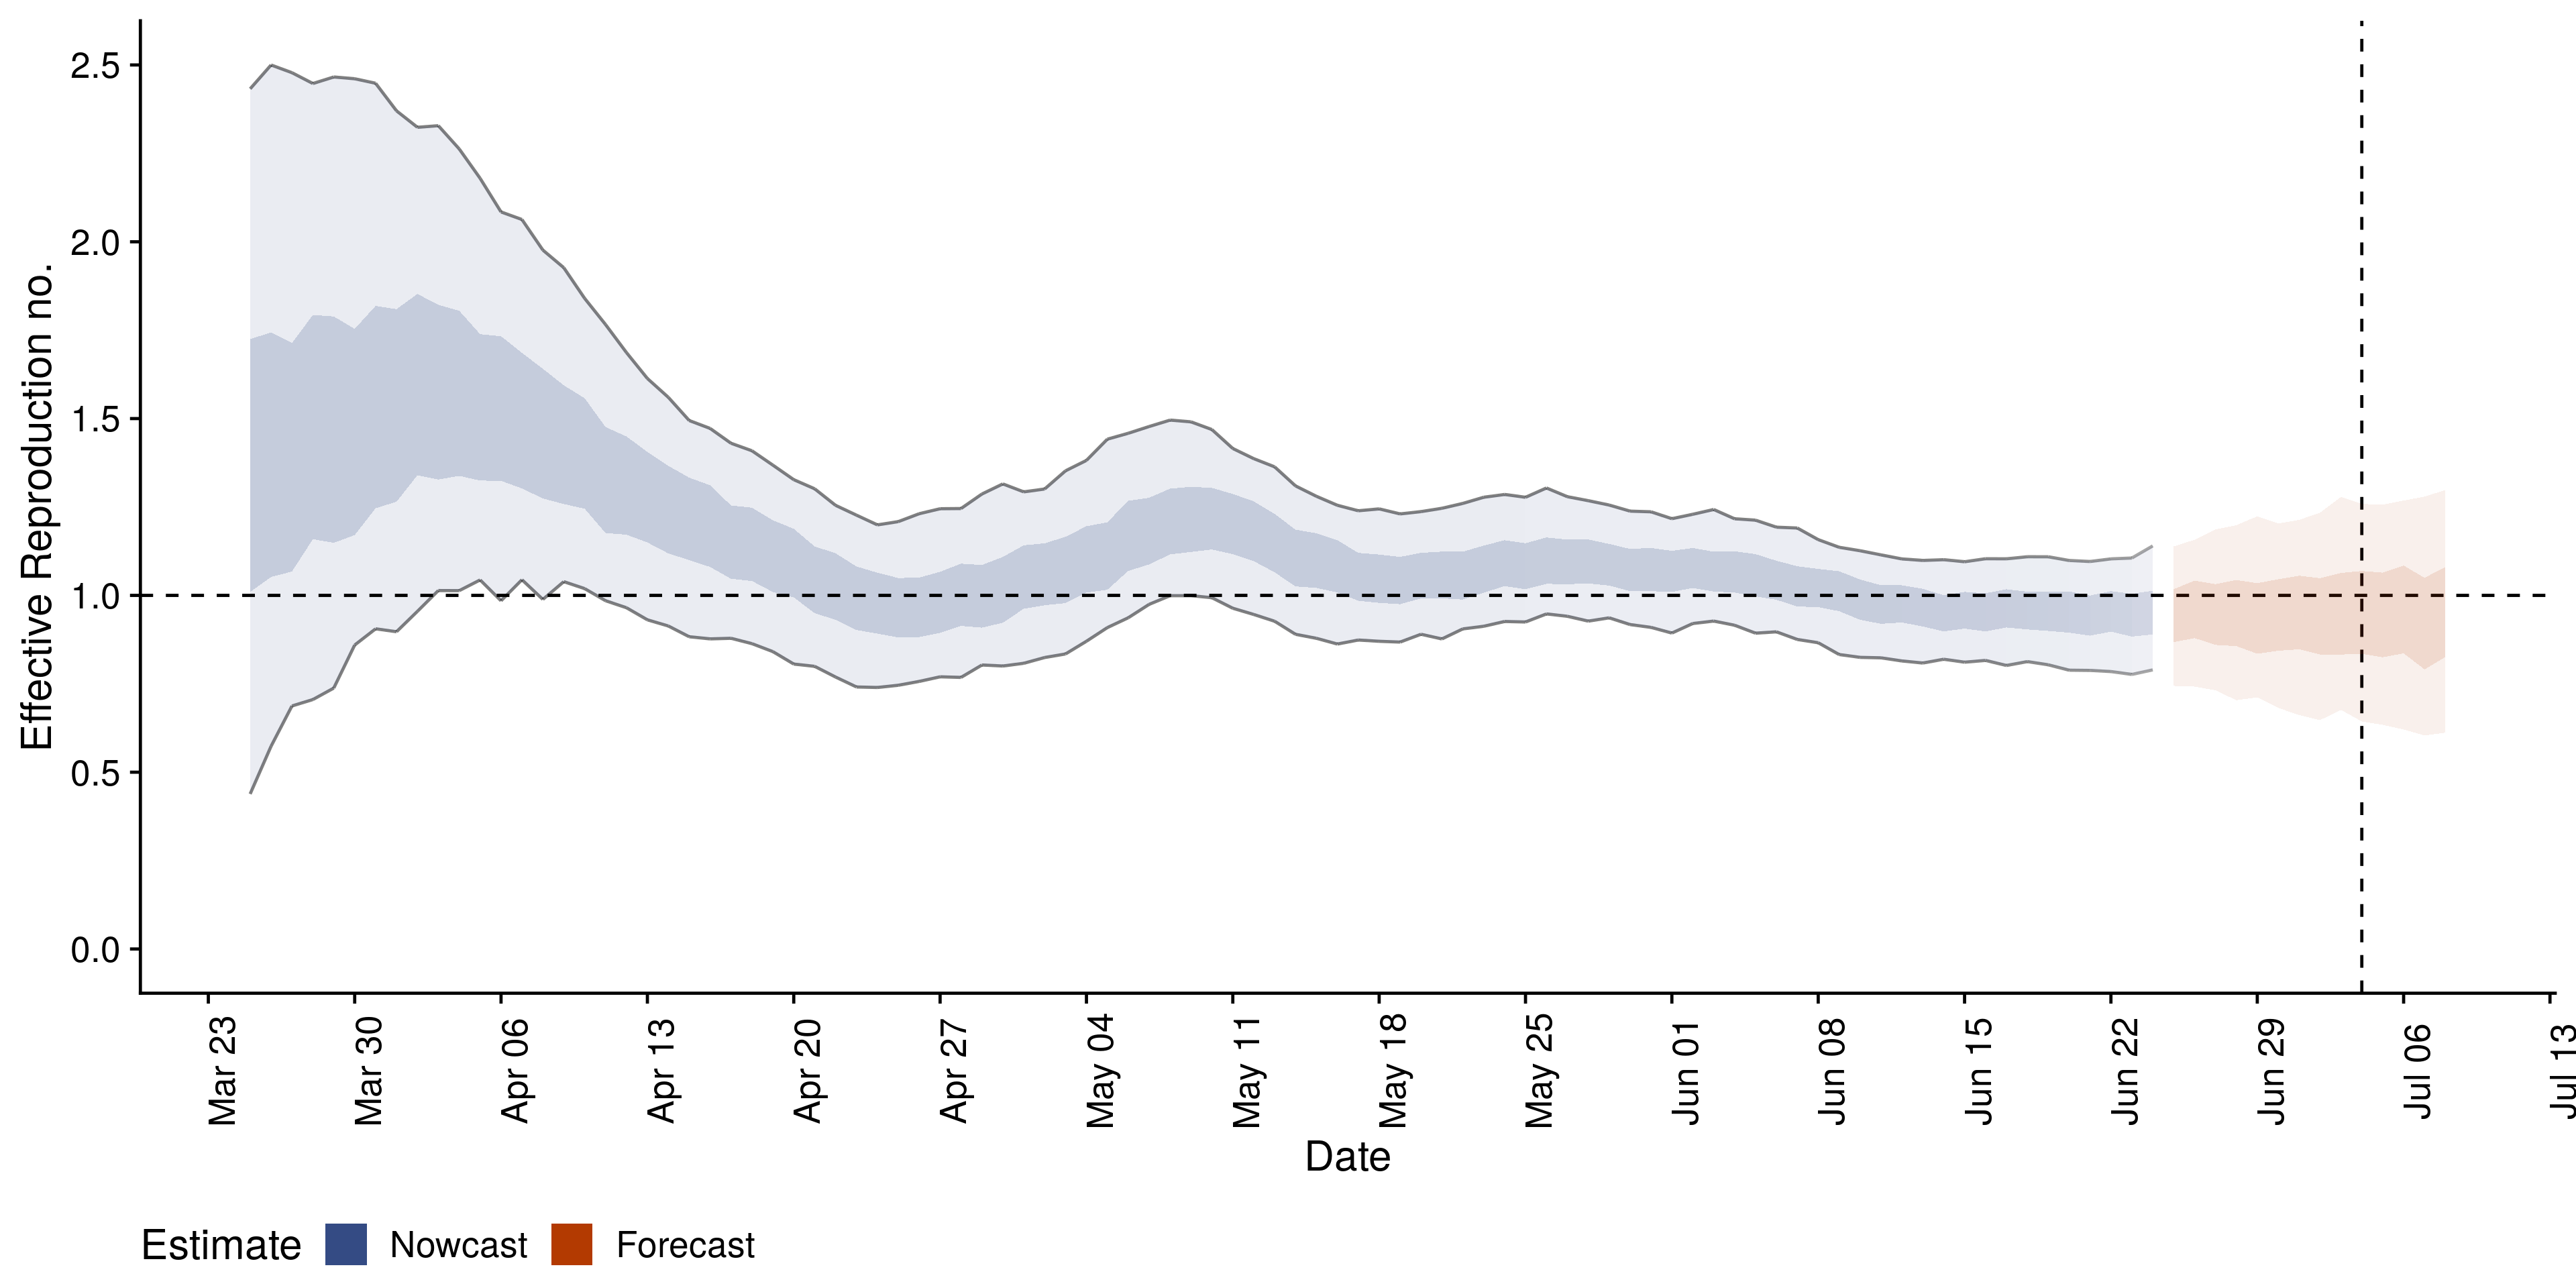 Effective Reproduction no.
2.5
2.0
1.5
1.0
0.5
0.0
Mar 23
Mar 30
Apr 06
Apr 13
Apr 20
Apr 27
May 04
May 11
May 18
May 25
Jun 01
Jun 08
Jun 15
Jun 22
Jun 29
Jul 06
Jul 13
Date
Estimate Nowcast Forecast